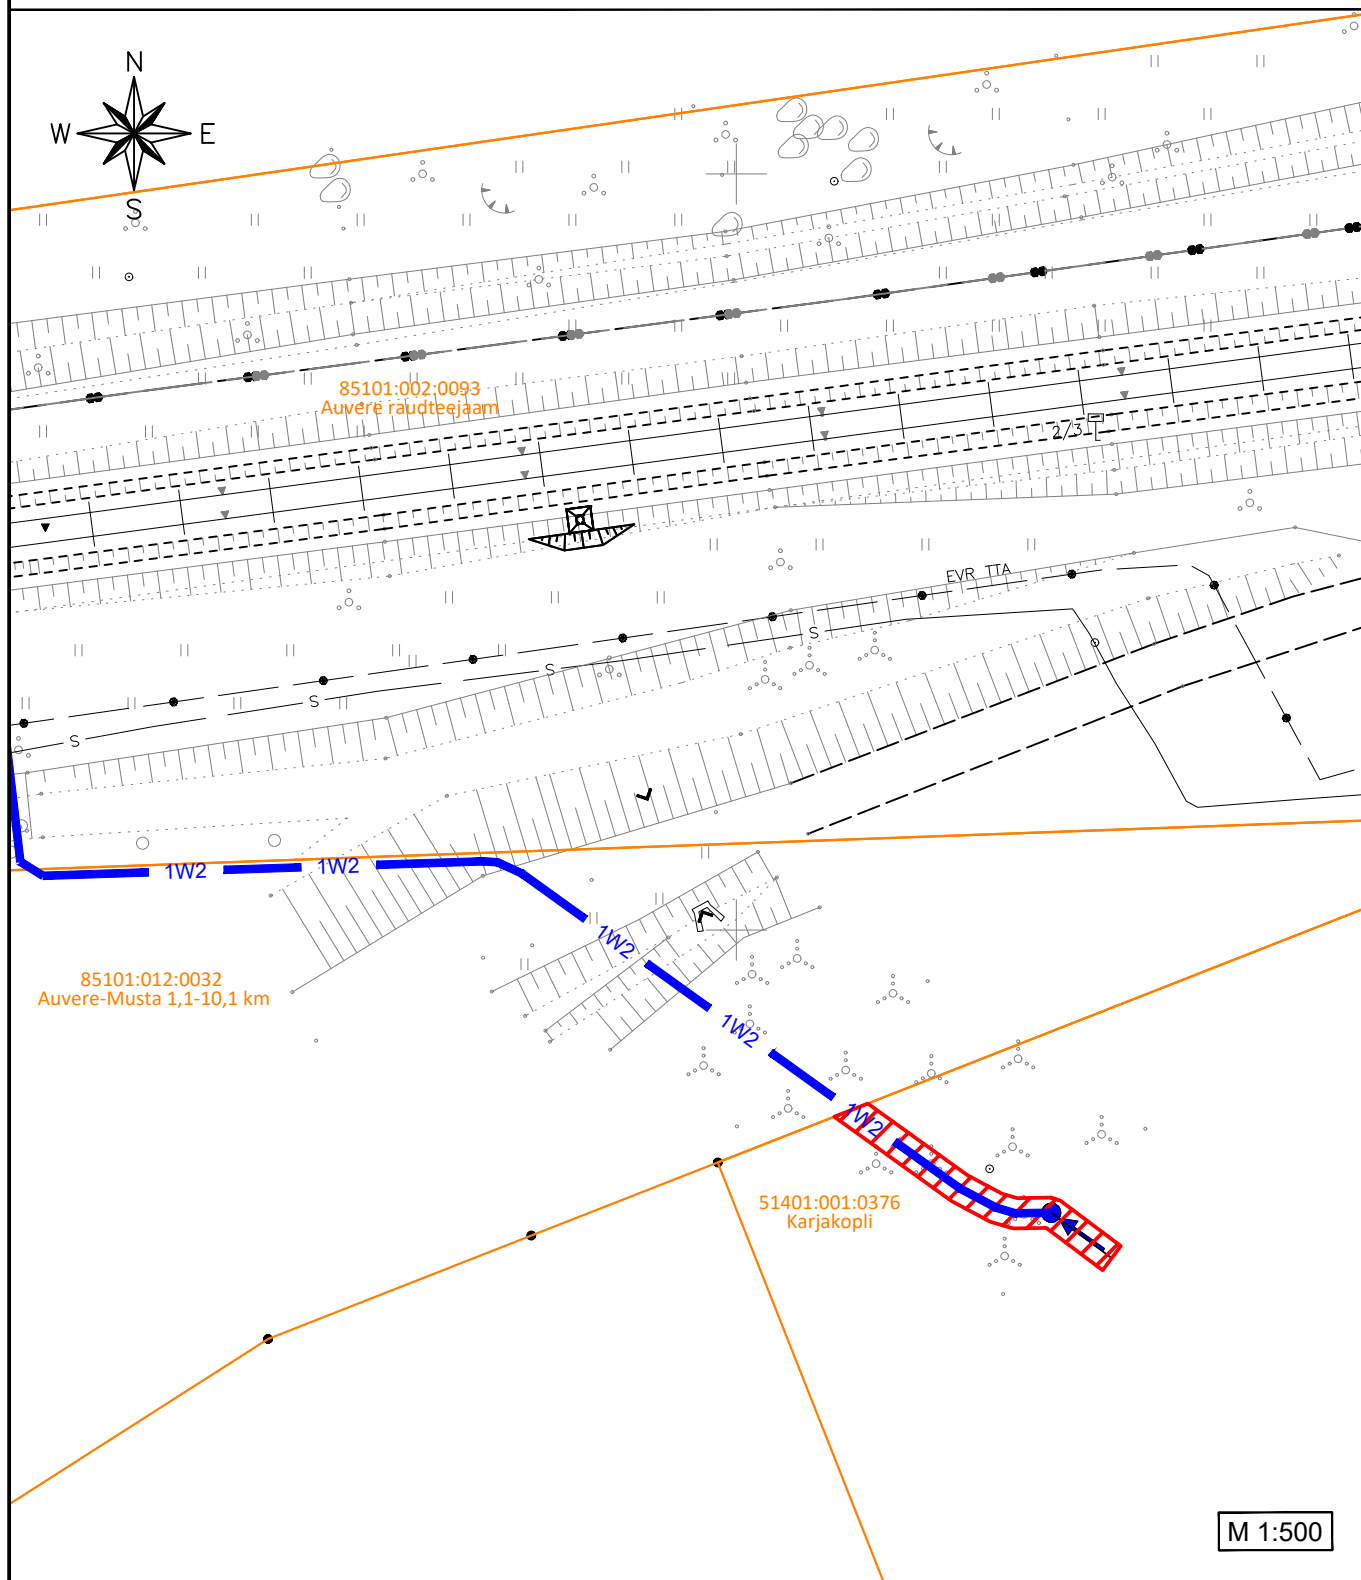 N
W E
S
85101:002:0093
Auvere raudteejaam
2/3
EVR TTA
S
S
S
S
1W2
1W2
1W2
85101:012:0032
Auvere-Musta 1,1-10,1 km
1W2
1W2
51401:001:0376
Karjakopli
M 1:500